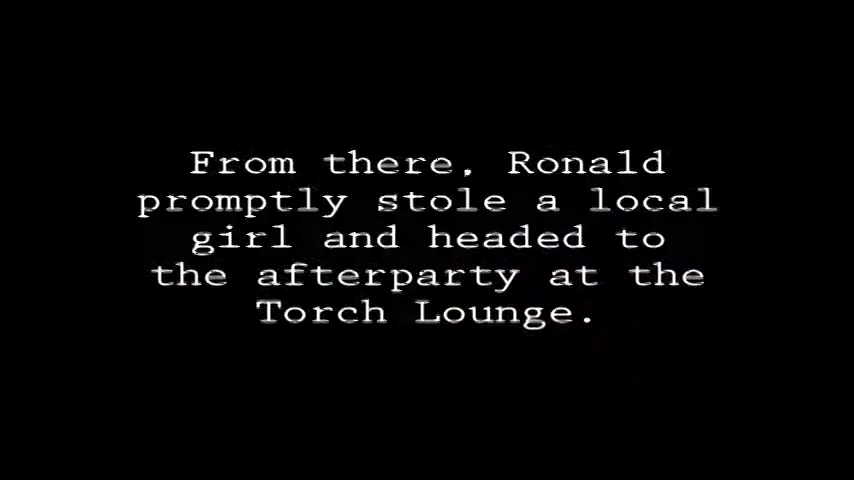 From there, Ronald
promptly stole a local
girl and headed to
the afterparty at the
Torch Lounge.